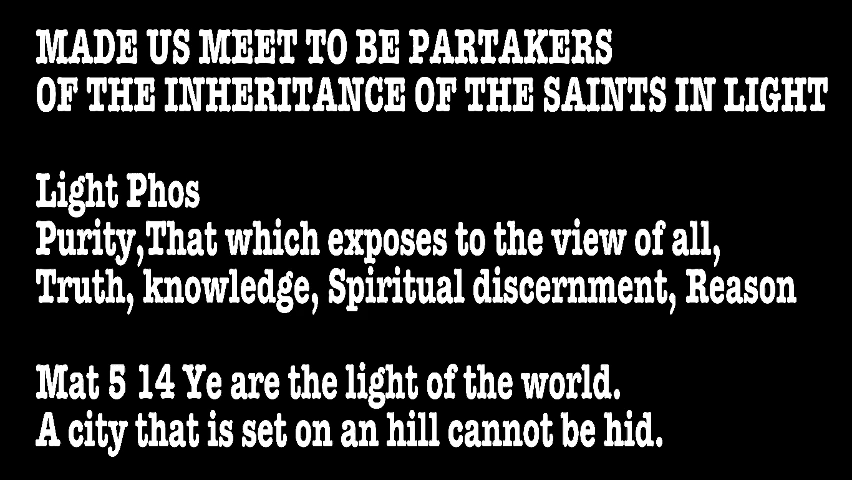 MADE US MEET TO BE PARTAKERS
OF THE INHERITANCE OF THE SAINTS IN LIGHT
Light Phos
Purity,That which exposes to the view of all,
Truth, knowledge, Spiritual discernment, Reason
Mat 5 14 Ye are the light of the world.
A city that is set on an hill cannot be hid.